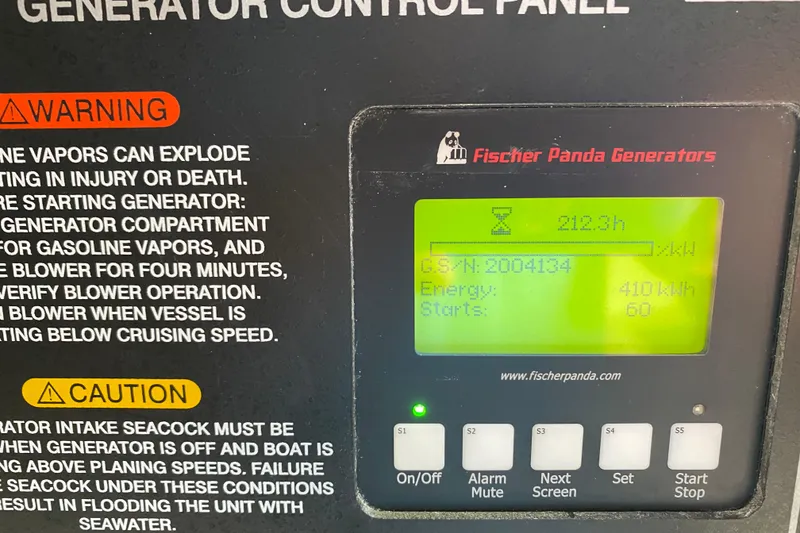 GENERATOR CONTROL PANEL
WARNING
NE VAPORS CAN EXPLODE
TING IN INJURY OR DEATH.
RE STARTING GENERATOR:
GENERATOR COMPARTMENT
FOR GASOLINE VAPORS, AND
E BLOWER FOR FOUR MINUTES,
VERIFY BLOWER OPERATION.
N BLOWER WHEN VESSEL IS
TING BELOW CRUISING SPEED.
CAUTION
RATOR INTAKE SEACOCK MUST BE
WHEN GENERATOR IS OFF AND BOAT IS
NG ABOVE PLANING SPEEDS. FAILURE
E SEACOCK UNDER THESE CONDITIONS
RESULT IN FLOODING THE UNIT WITH
SEAWATER.
Fischer Panda Generators
212.3h
%kW
G.S/N: 2004134
Energy: 410kWh
Starts: 60
www.fischerpanda.com
S1 S2 S3 S4 S5
On/Off Alarm Mute Next Screen Set Start Stop